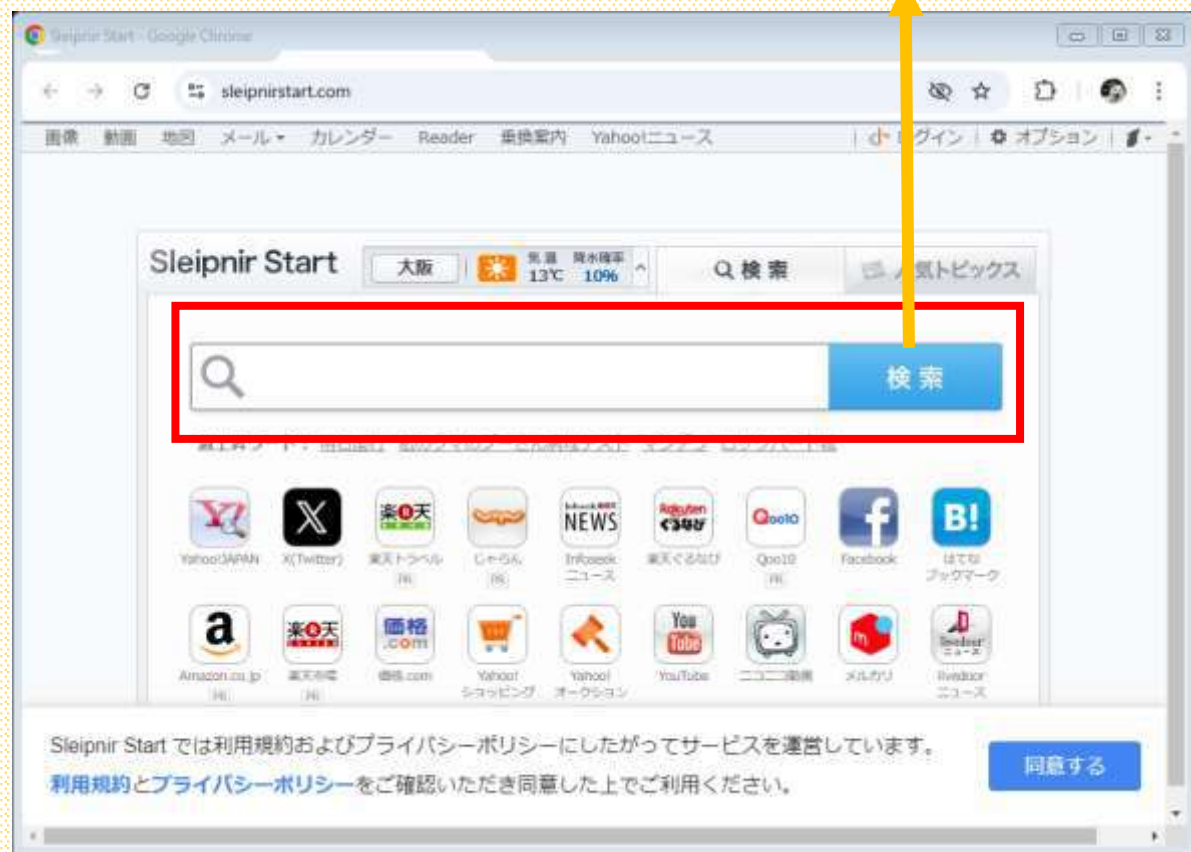 Sleipnir Start - Google Chrome
sleipnirstart.com
画像 動画 地図 メール カレンダー Reader 乗換案内 Yahoo!ニュース ログイン オプション
Sleipnir Start 大阪 気温 13℃ 降水確率 10% 検索 人気トピックス
検索
Yahoo!JAPAN X(Twitter) 楽天トラベル じゃらん Infoseek ニュース 楽天ぐるなび Qoo10 Facebook はてな ブックマーク
Amazon.co.jp 楽天市場 価格.com Yahoo! ショッピング Yahoo! オークション YouTube ニコニコ動画 メルカリ livedoor ニュース
Sleipnir Start では利用規約およびプライバシーポリシーにしたがってサービスを運営しています。
利用規約とプライバシーポリシーをご確認いただき同意した上でご利用ください。
同意する